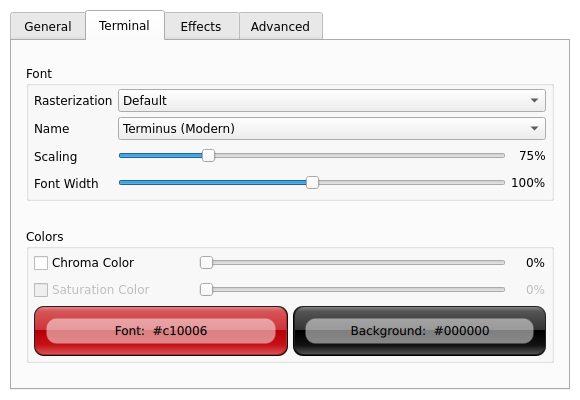 General Terminal Effects Advanced
Font
Rasterization Default
Name Terminus (Modern)
Scaling 75%
Font Width 100%
Colors
Chroma Color 0%
Saturation Color 0%
Font: #c10006 Background: #000000